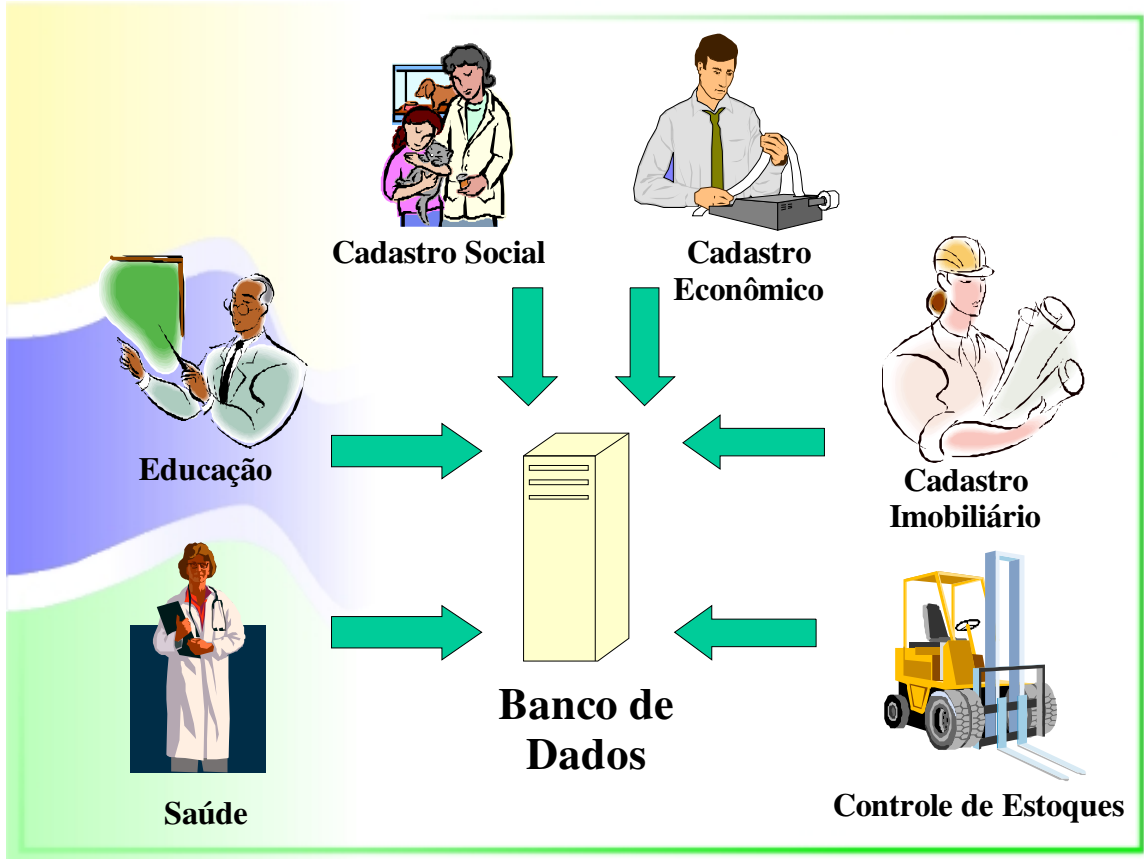 Cadastro Social
Cadastro
Econômico
Educação
Cadastro
Imobiliário
Banco de
Dados
Saúde
Controle de Estoques